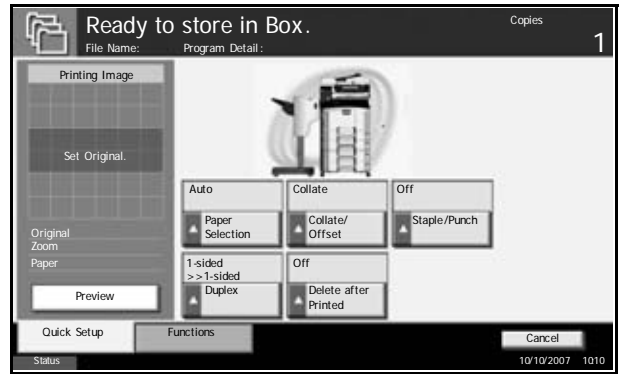 Ready to store in Box.
File Name: Program Detail:
Copies
1
Printing Image
Set Original.
Original
Zoom
Paper
Preview
Auto
Paper
Selection
Collate
Collate/
Offset
Off
Staple/Punch
1-sided
>>1-sided
Duplex
Off
Delete after
Printed
Quick Setup
Functions
Cancel
Status
10/10/2007 10:10